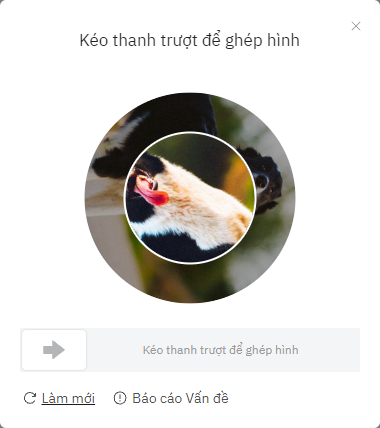 Kéo thanh trượt để ghép hình
Kéo thanh trượt để ghép hình
Làm mới
Báo cáo Vấn đề